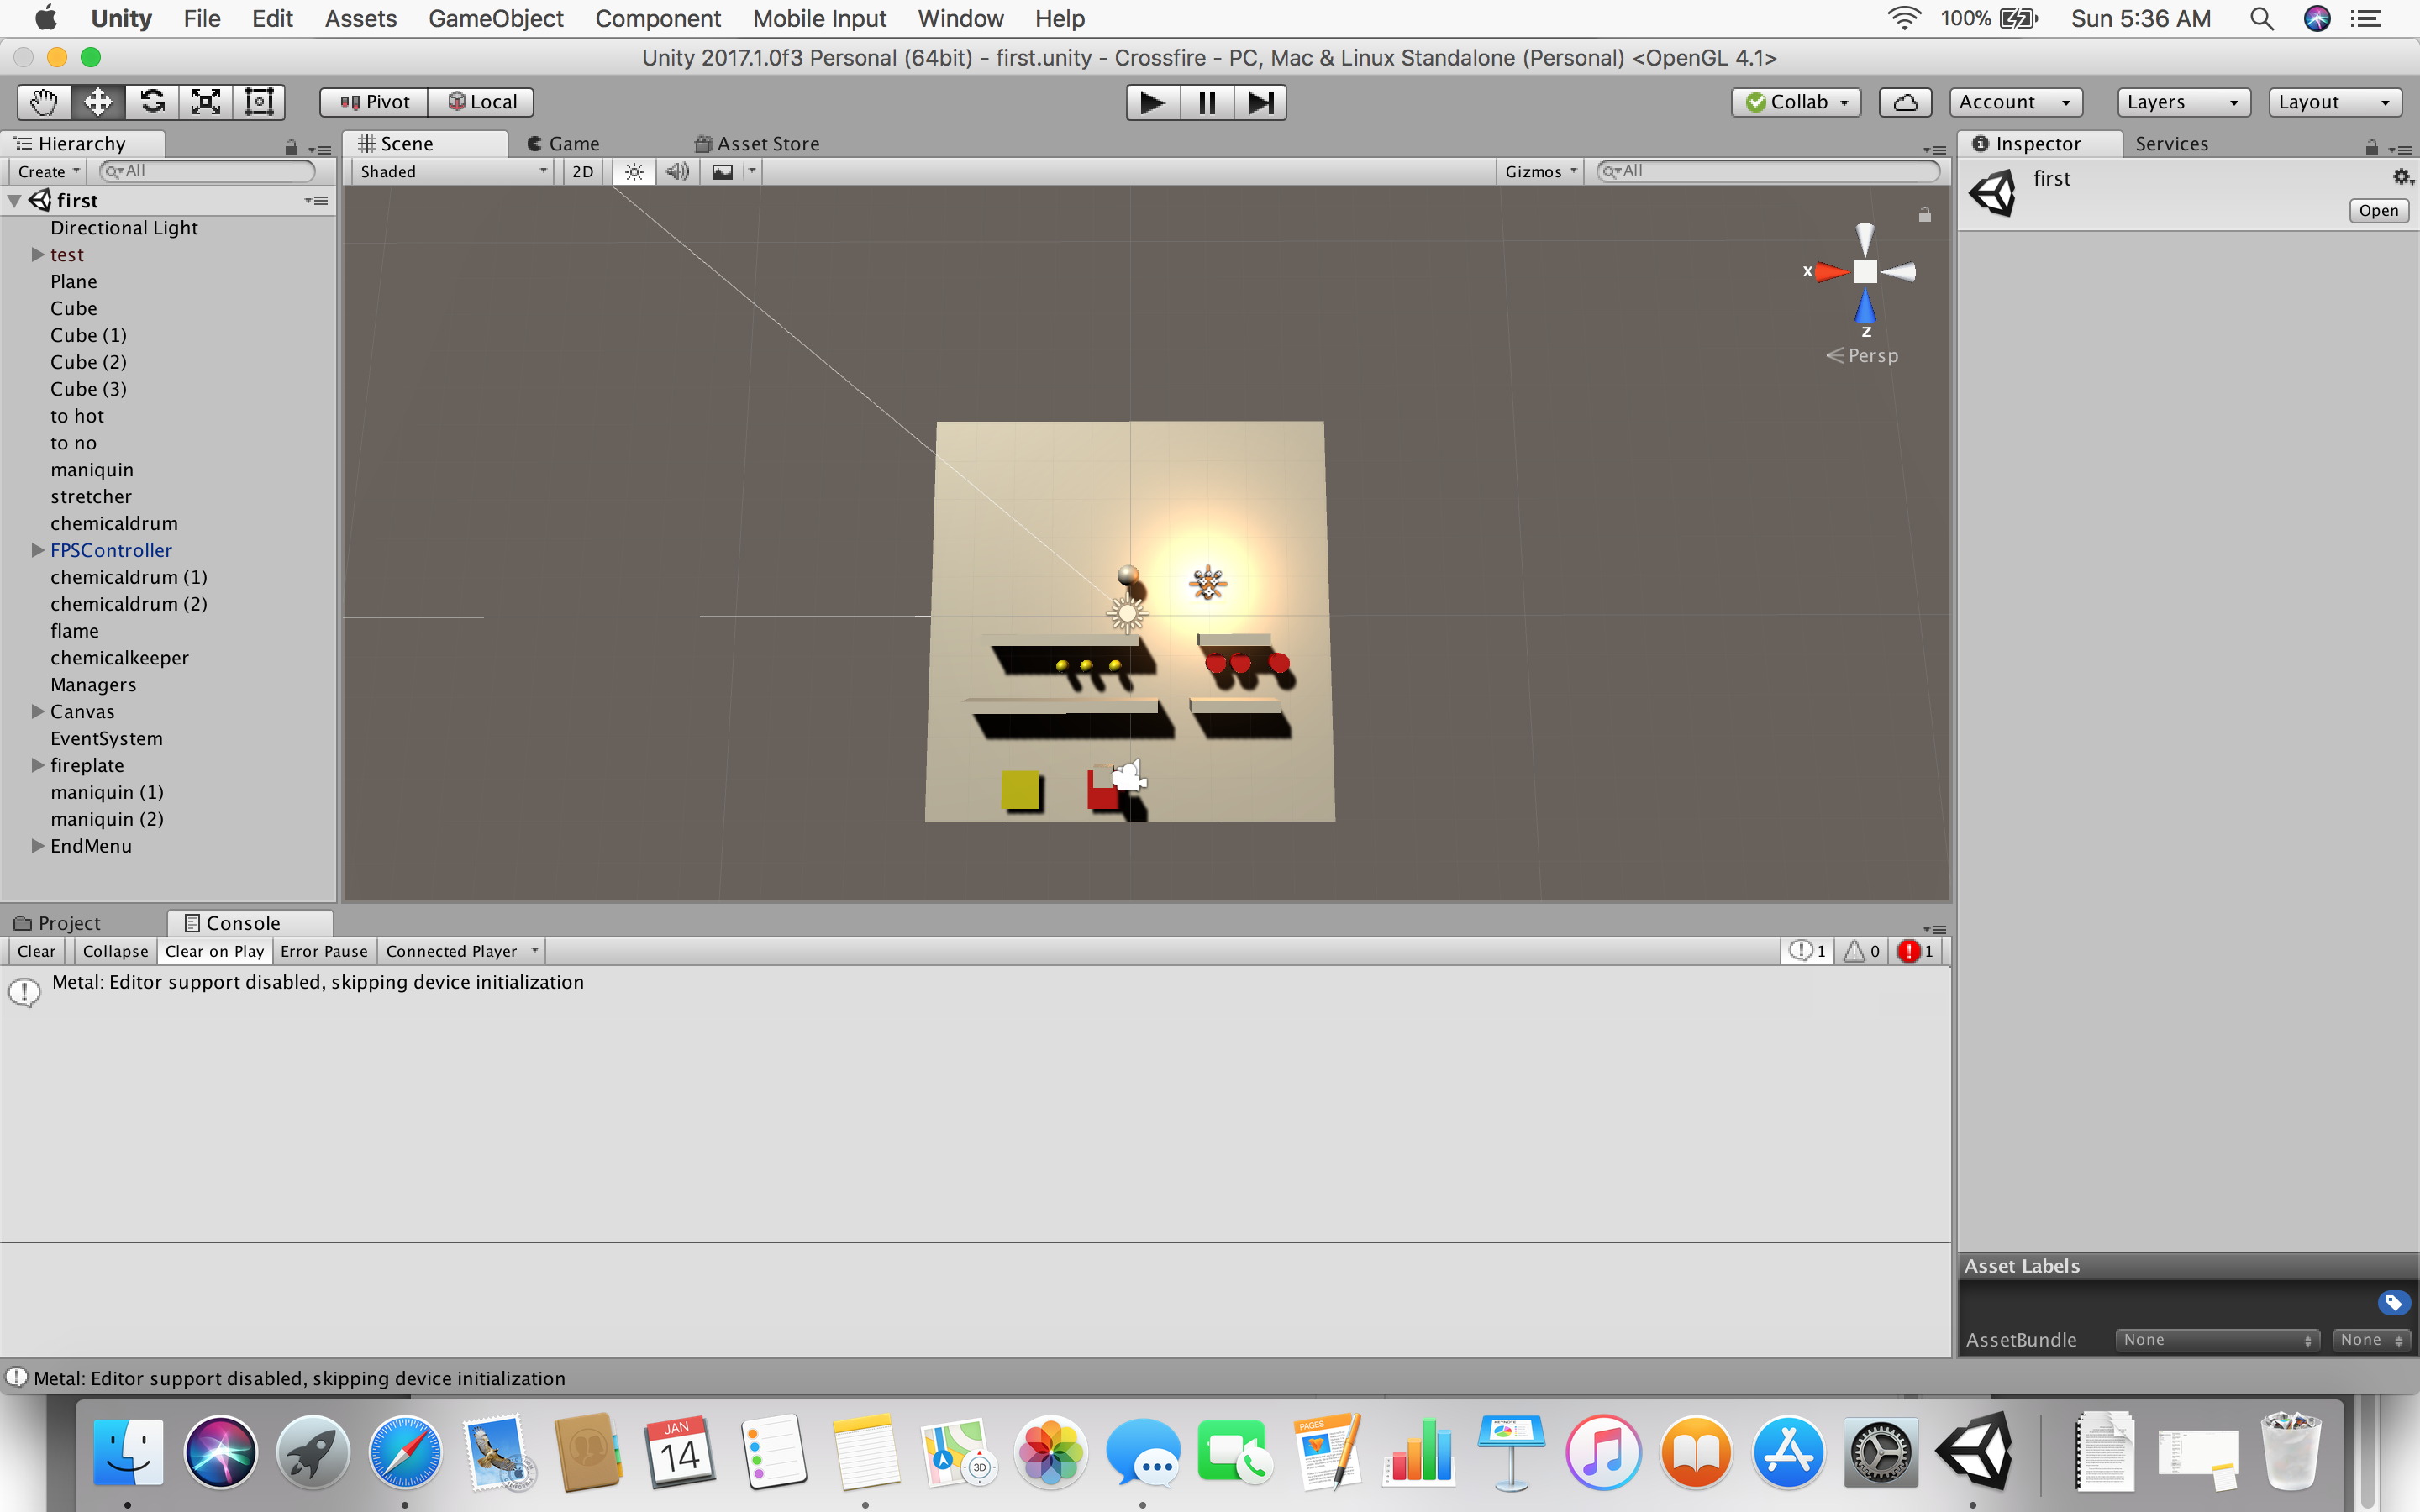 Unity File Edit Assets GameObject Component Mobile Input Window Help 100% Sun 5:36 AM
Unity 2017.1.0f3 Personal (64bit) - first.unity - Crossfire - PC, Mac & Linux Standalone (Personal) <OpenGL 4.1>
Pivot Local Collab Account Layers Layout
Hierarchy Scene Game Asset Store Inspector Services
Create All Shaded 2D Gizmos All
first
Open
first
Directional Light
test
Plane
Cube
Cube (1)
Cube (2)
Cube (3)
to hot
to no
maniquin
stretcher
chemicaldrum
FPSController
chemicaldrum (1)
chemicaldrum (2)
flame
chemicalkeeper
Managers
Canvas
EventSystem
fireplate
maniquin (1)
maniquin (2)
EndMenu
x
z
Persp
Project Console
Clear Collapse Clear on Play Error Pause Connected Player 1 0 1
Metal: Editor support disabled, skipping device initialization
Asset Labels
AssetBundle None None
Metal: Editor support disabled, skipping device initialization
JAN
14
3D
PAGES